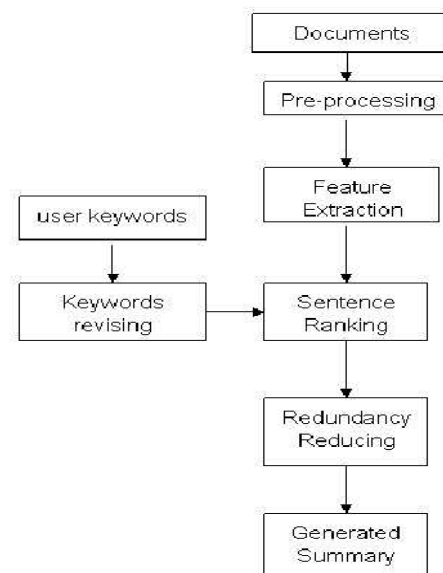 Documents
Pre-processing
Feature
Extraction
user keywords
Keywords
revising
Sentence
Ranking
Redundancy
Reducing
Generated
Summary